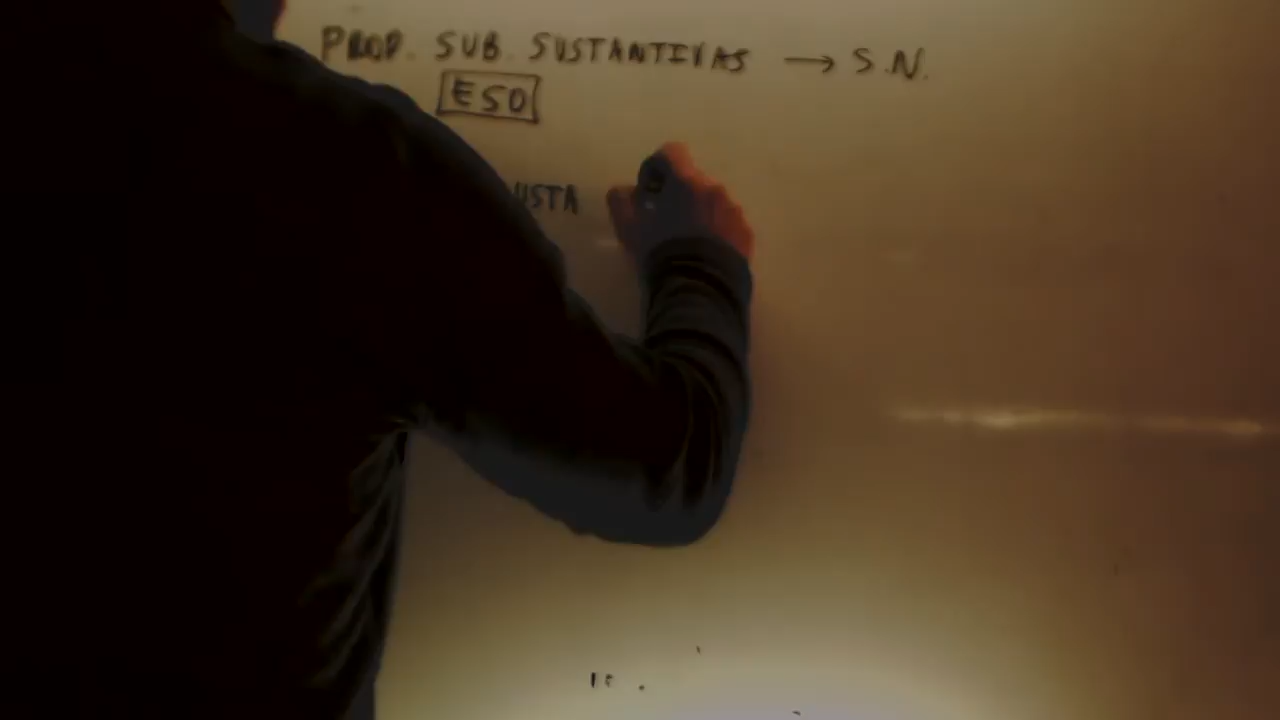 PROP. SUB. SUSTANTIVAS → S.N.
ESO
USTA